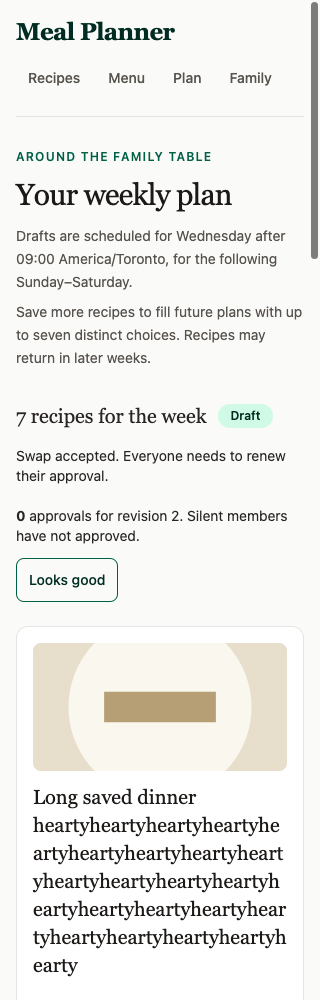 Meal Planner
Recipes Menu Plan Family
AROUND THE FAMILY TABLE
Your weekly plan
Drafts are scheduled for Wednesday after
09:00 America/Toronto, for the following
Sunday–Saturday.
Save more recipes to fill future plans with up
to seven distinct choices. Recipes may
return in later weeks.
7 recipes for the week Draft
Swap accepted. Everyone needs to renew
their approval.
0 approvals for revision 2. Silent members
have not approved.
Looks good
Long saved dinner
heartyheartyheartyheartyhe
artyheartyheartyheartyheart
yheartyheartyheartyheartyh
eartyheartyheartyheartyhear
tyheartyheartyheartyheartyh
earty